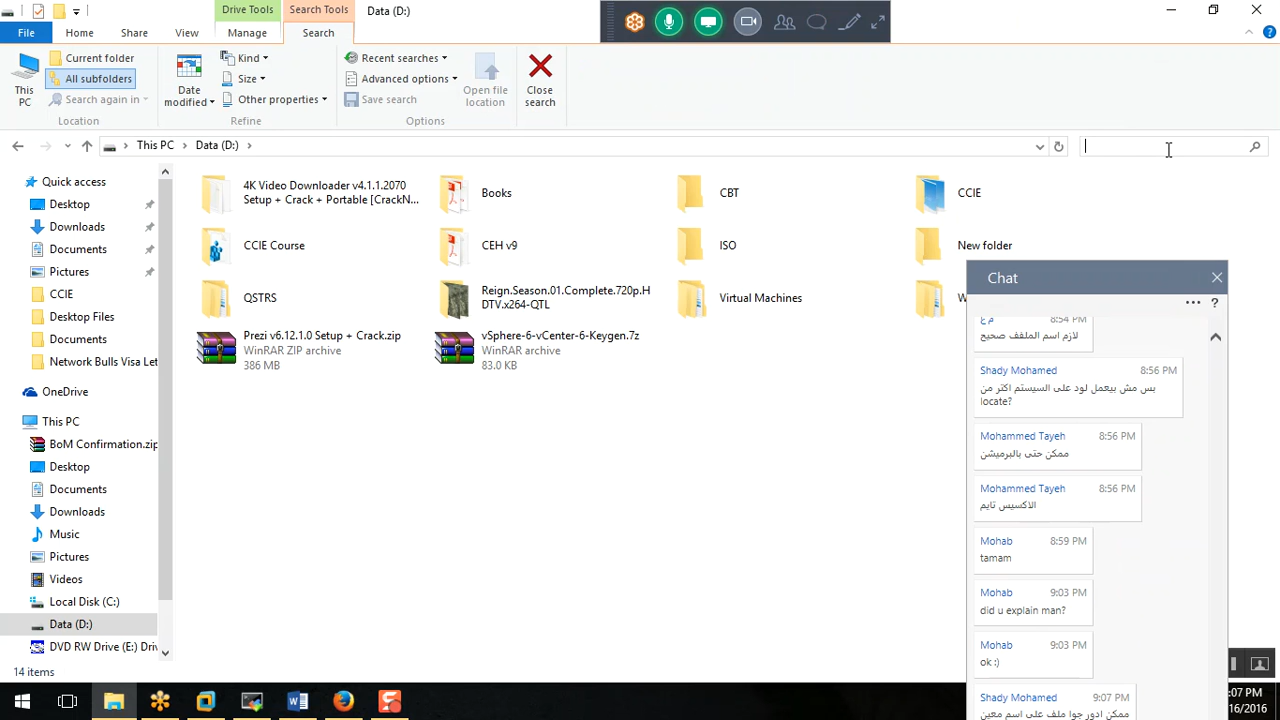 Drive Tools
Search Tools
Data (D:)
File
Home
Share
View
Manage
Search
This PC
Current folder
All subfolders
Search again in
Location
Date modified
Kind
Size
Other properties
Refine
Recent searches
Advanced options
Save search
Options
Open file location
Close search
This PC
Data (D:)
Quick access
Desktop
Downloads
Documents
Pictures
CCIE
Desktop Files
Documents
Network Bulls Visa Let
OneDrive
This PC
BoM Confirmation.zip
Desktop
Documents
Downloads
Music
Pictures
Videos
Local Disk (C:)
Data (D:)
DVD RW Drive (E:) Dri
14 items
4K Video Downloader v4.1.1.2070
Setup + Crack + Portable [CrackN...
Books
CBT
CCIE
CCIE Course
CEH v9
ISO
New folder
QSTRS
Reign.Season.01.Complete.720p.H
DTV.x264-QTL
Virtual Machines
W
Prezi v6.12.1.0 Setup + Crack.zip
WinRAR ZIP archive
386 MB
vSphere-6-vCenter-6-Keygen.7z
WinRAR archive
83.0 KB
Chat
8:54 PM
لازم اسم الملقف صحيح
Shady Mohamed 8:56 PM
بس مش بيعمل لود على السيستم اكتر من
locate?
Mohammed Tayeh 8:56 PM
ممكن حتى بالبرميشن
Mohammed Tayeh 8:56 PM
الاكسيس تايم
Mohab 8:59 PM
tamam
Mohab 9:03 PM
did u explain man?
Mohab 9:03 PM
ok :)
Shady Mohamed 9:07 PM
ممكن ادور جوا ملف على اسم معين
:07 PM
/16/2016